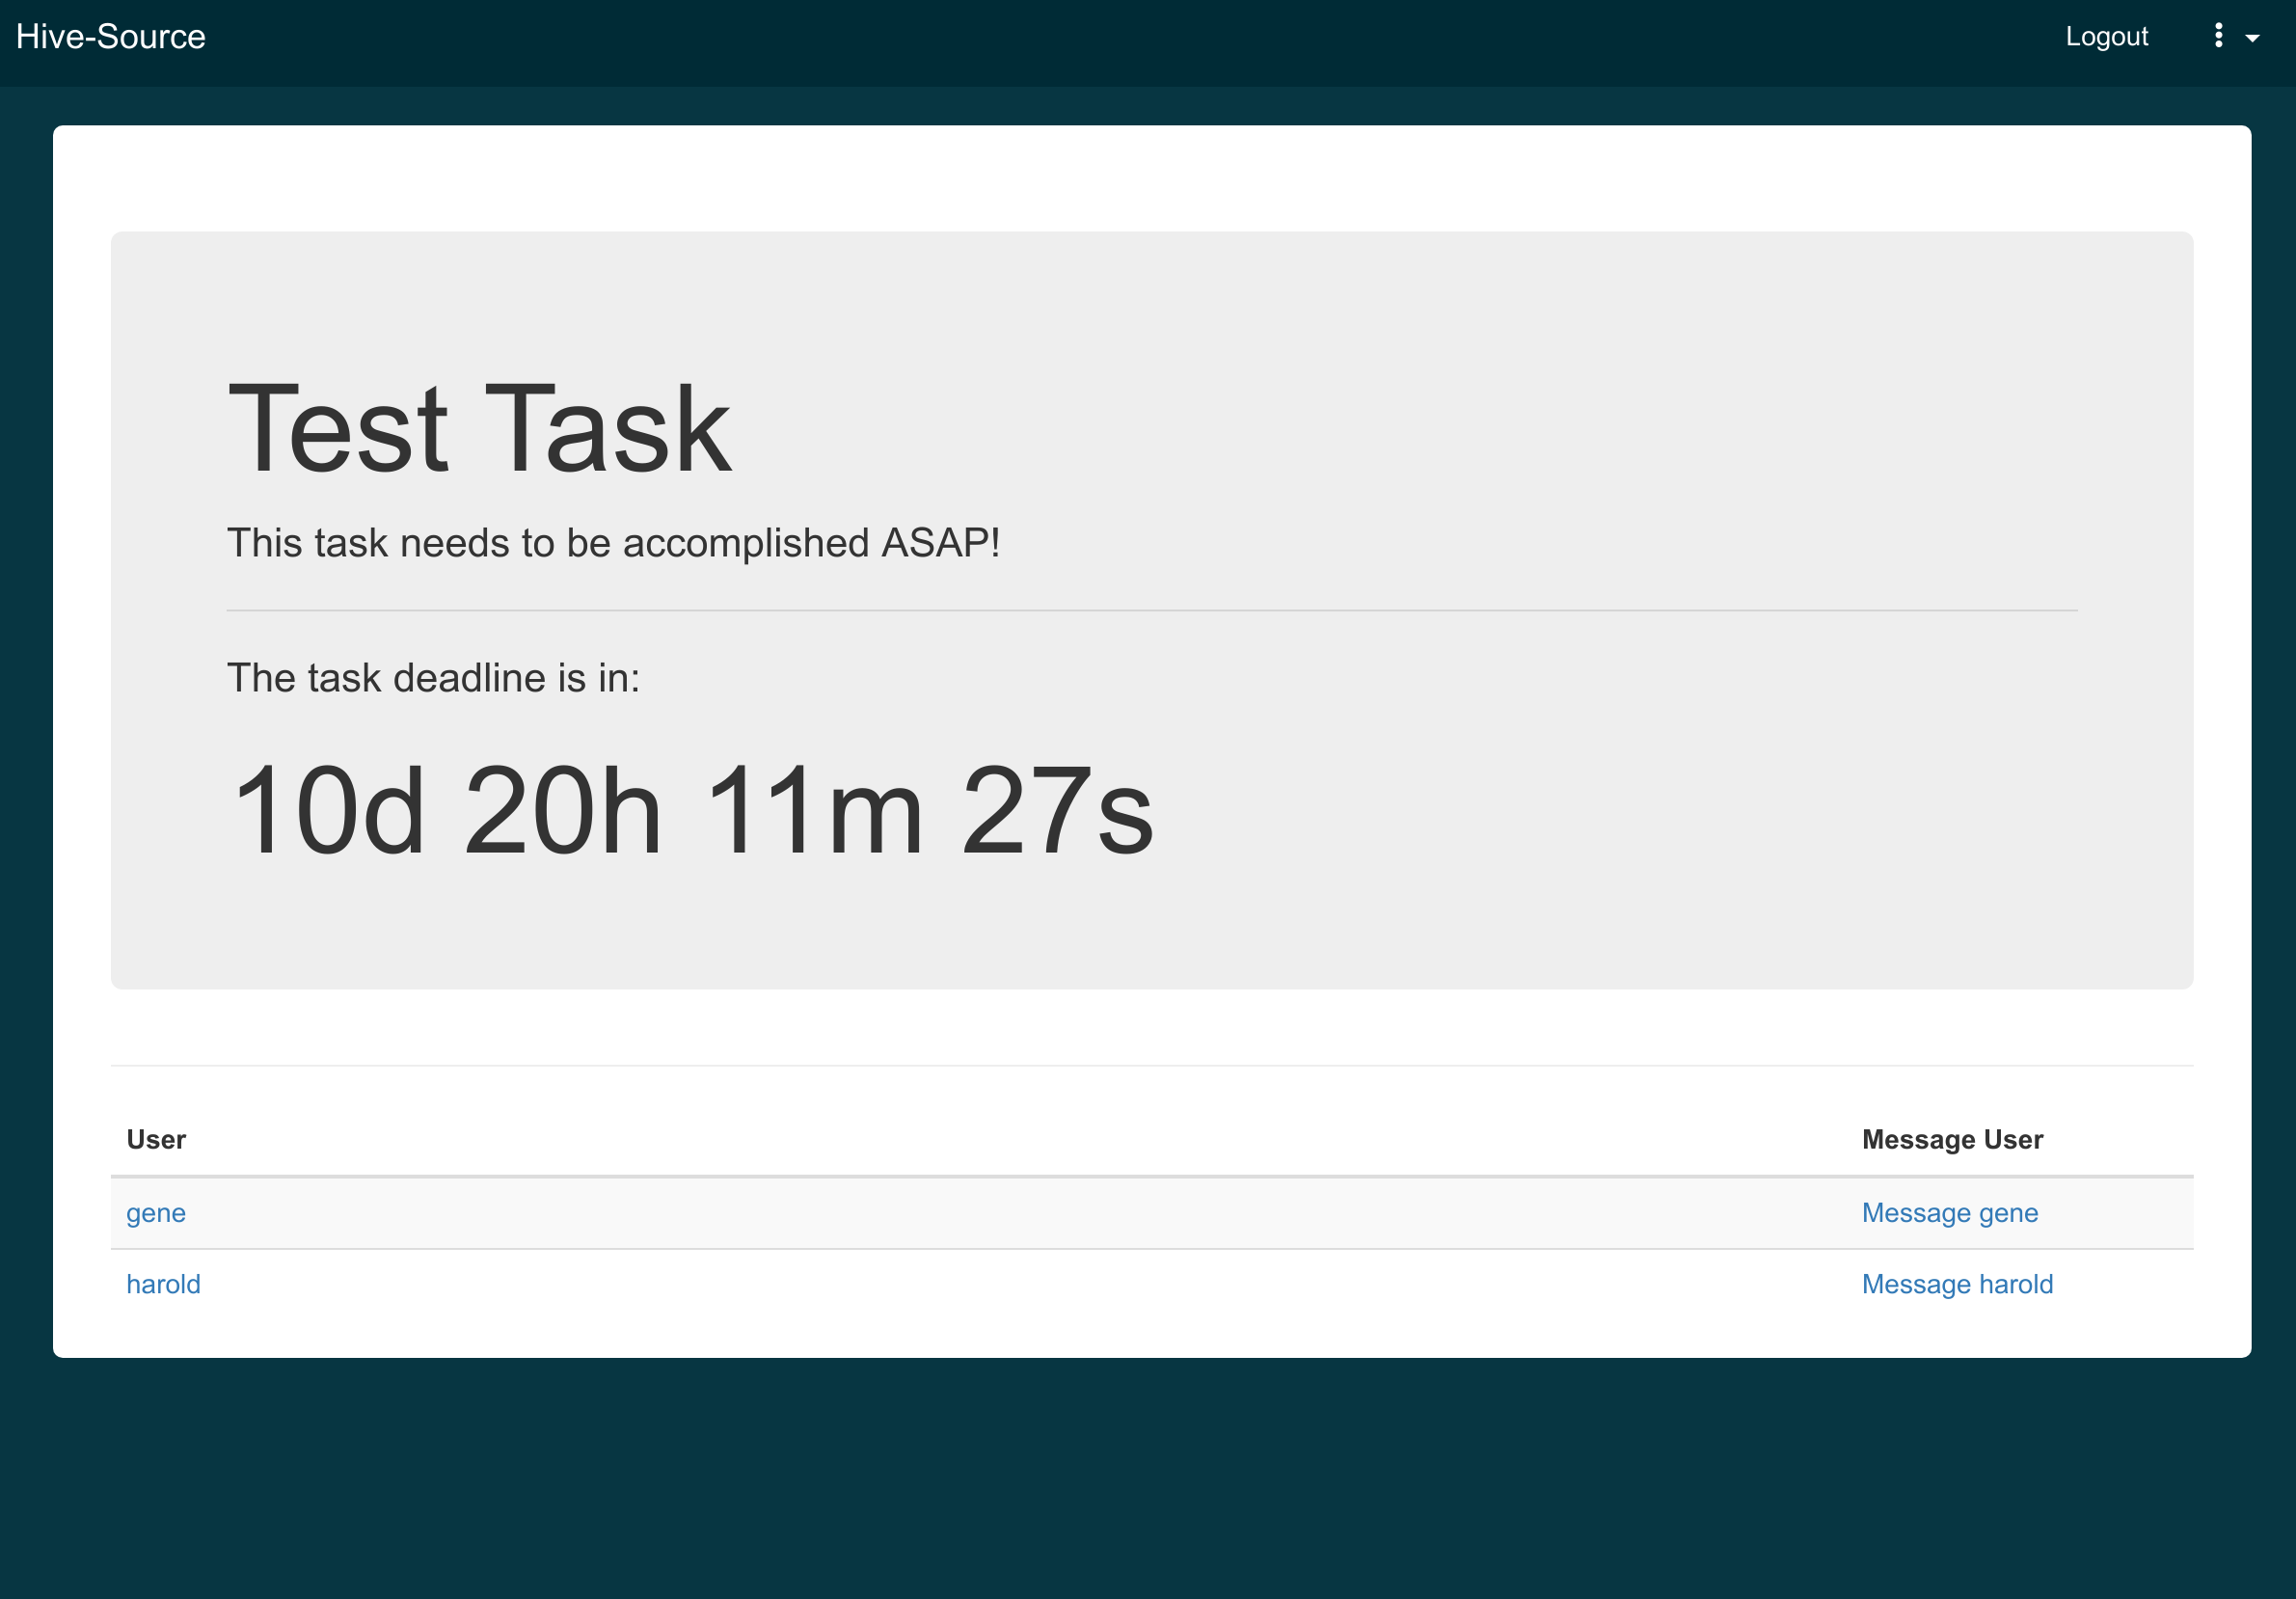 Hive-Source Logout
Test Task
This task needs to be accomplished ASAP!
The task deadline is in:
10d 20h 11m 27s
User Message User
gene Message gene
harold Message harold